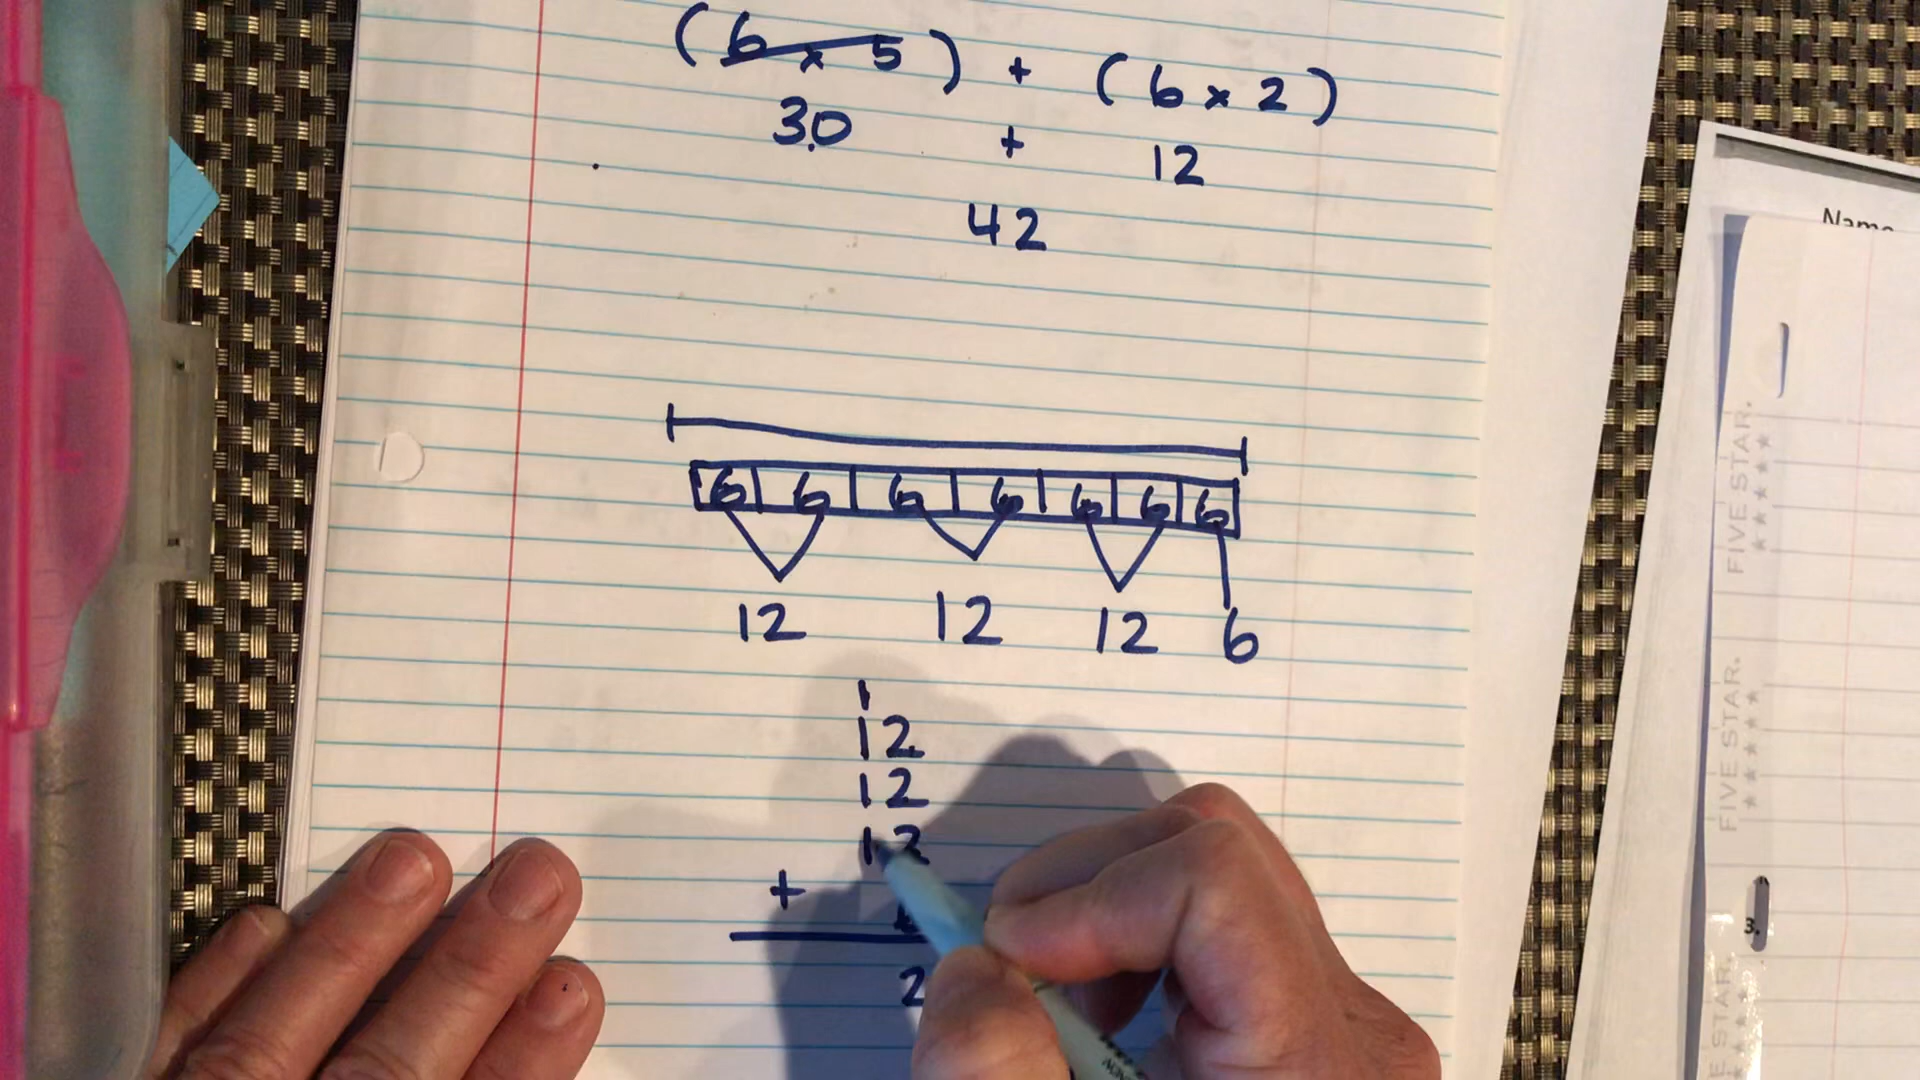 (6 x 5) + (6 x 2)
30 + 12
42
6 6 6 6 6 6 6
12 12 12 6
1
12
12
12
+
2
Name
FIVE STAR.
FIVE STAR.
3.